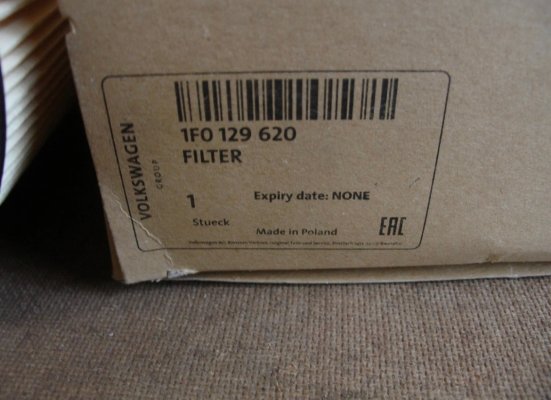 VOLKSWAGEN
GROUP
1F0 129 620
FILTER
1
Stueck
Expiry date: NONE
Made in Poland
EAC